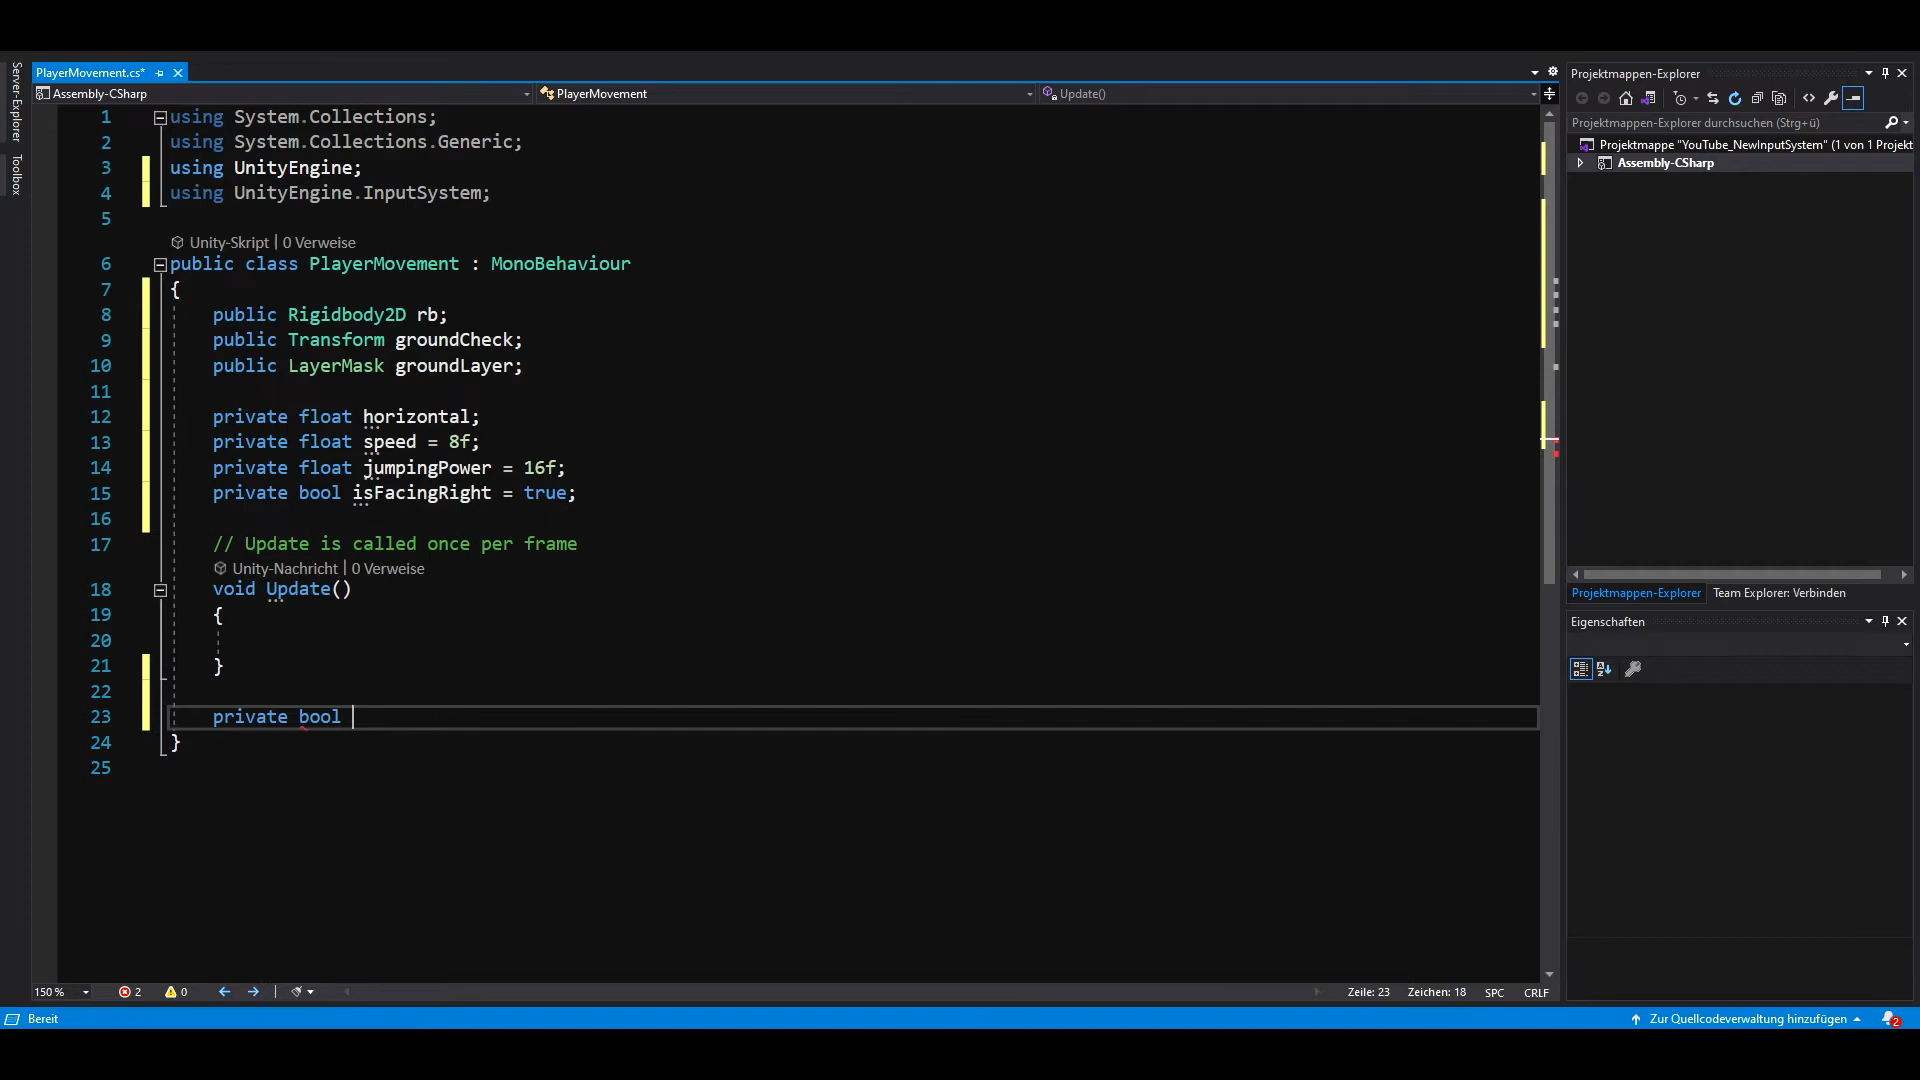 Server-Explorer
Toolbox
PlayerMovement.cs*
Assembly-CSharp
PlayerMovement
Update()
1 using System.Collections;
2 using System.Collections.Generic;
3 using UnityEngine;
4 using UnityEngine.InputSystem;
5
Unity-Skript | 0 Verweise
6 public class PlayerMovement : MonoBehaviour
7 {
8 public Rigidbody2D rb;
9 public Transform groundCheck;
10 public LayerMask groundLayer;
11
12 private float horizontal;
13 private float speed = 8f;
14 private float jumpingPower = 16f;
15 private bool isFacingRight = true;
16
17 // Update is called once per frame
Unity-Nachricht | 0 Verweise
18 void Update()
19 {
20
21 }
22
23 private bool
24 }
25
150 %
2
0
Zeile: 23
Zeichen: 18
SPC
CRLF
Projektmappen-Explorer
Projektmappen-Explorer durchsuchen (Strg+ü)
Projektmappe "YouTube_NewInputSystem" (1 von 1 Projekt
Assembly-CSharp
Projektmappen-Explorer
Team Explorer: Verbinden
Eigenschaften
Bereit
Zur Quellcodeverwaltung hinzufügen
2